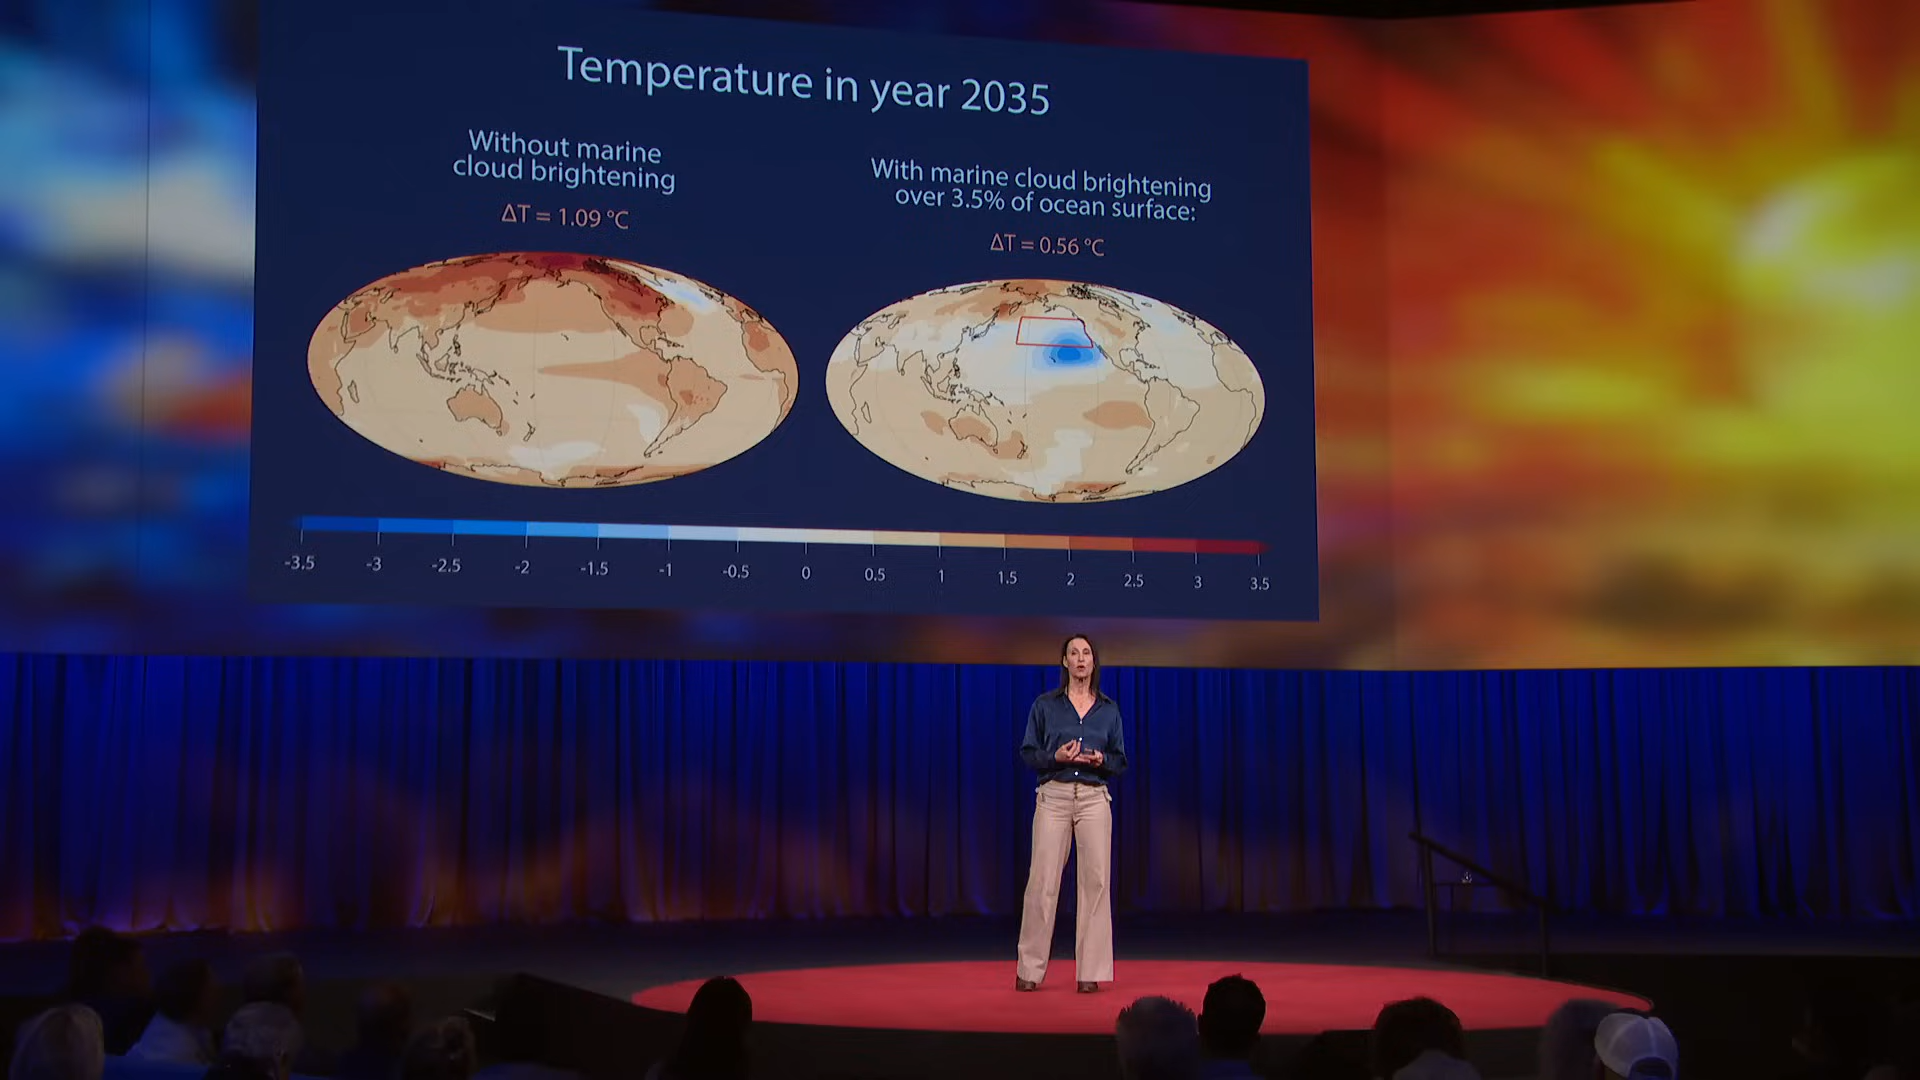 Temperature in year 2035
Without marine
cloud brightening
ΔT = 1.09 °C
With marine cloud brightening
over 3.5% of ocean surface:
ΔT = 0.56 °C
-3.5 -3 -2.5 -2 -1.5 -1 -0.5 0 0.5 1 1.5 2 2.5 3 3.5